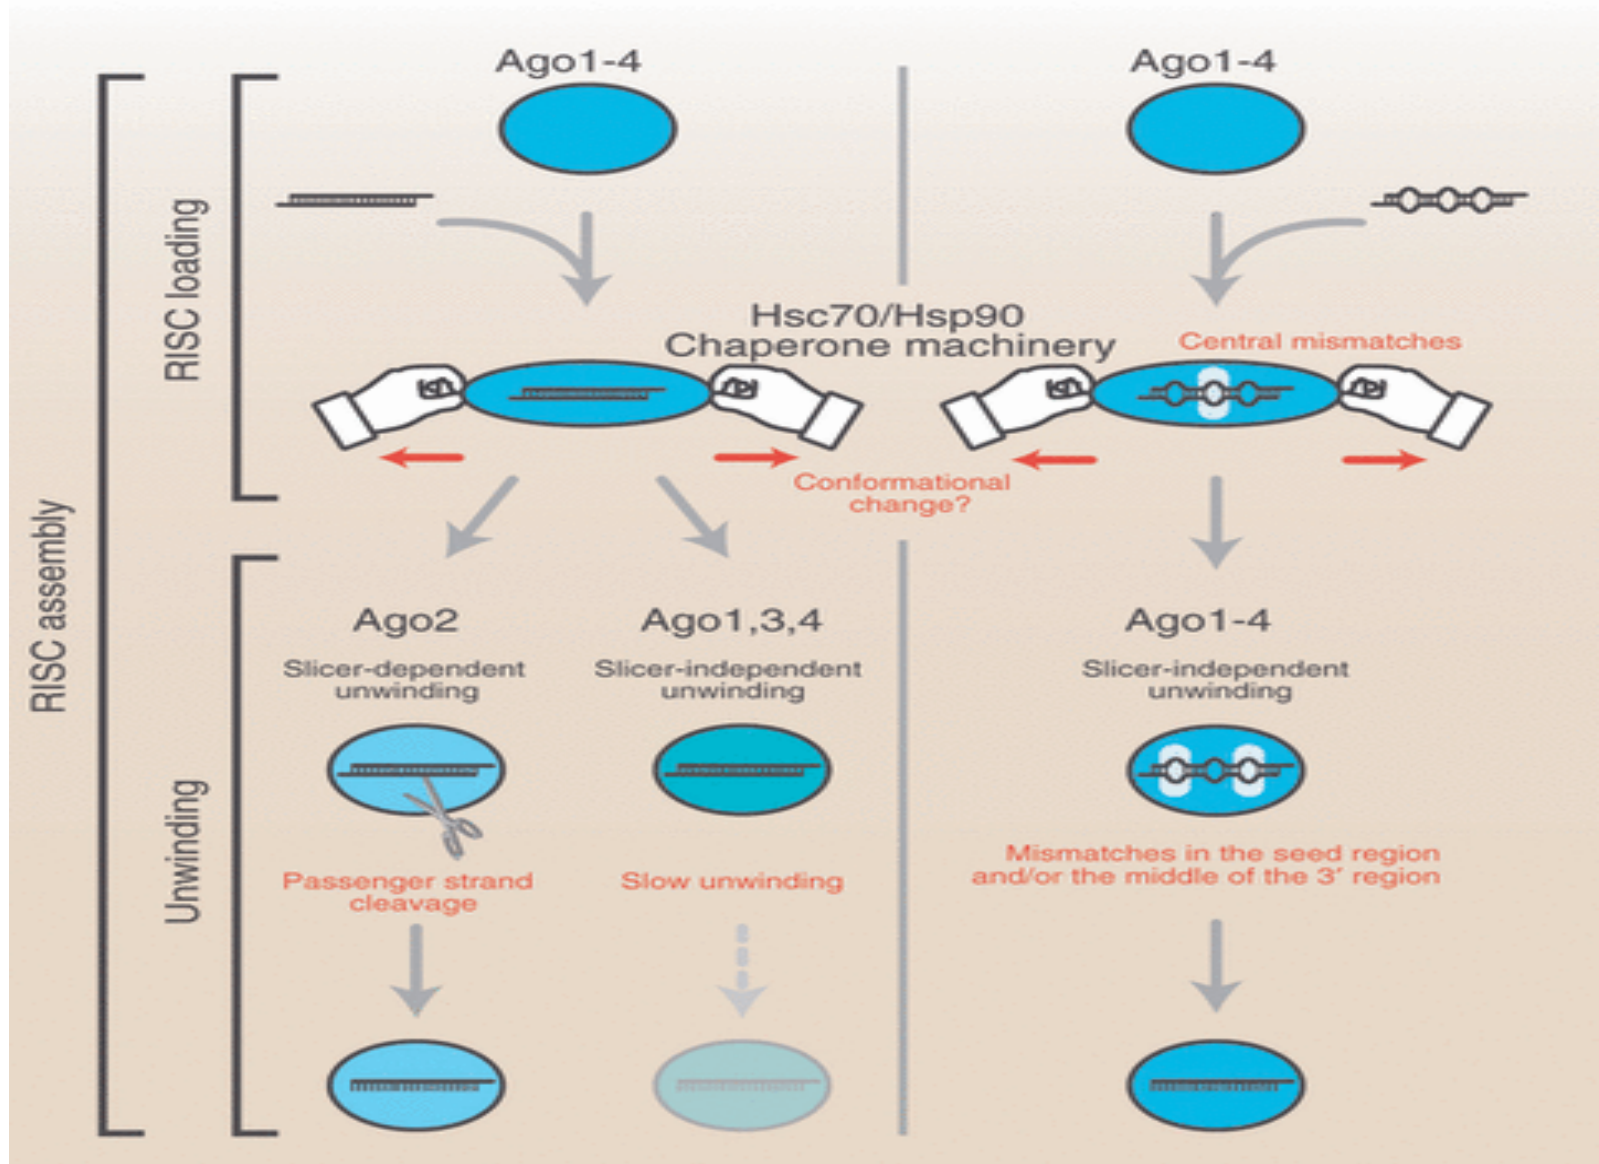 Ago1-4
Ago1-4
RISC assembly
RISC loading
Hsc70/Hsp90
Chaperone machinery
Central mismatches
Conformational
change?
Unwinding
Ago2
Slicer-dependent
unwinding
Passenger strand
cleavage
Ago1,3,4
Slicer-independent
unwinding
Slow unwinding
Ago1-4
Slicer-independent
unwinding
Mismatches in the seed region
and/or the middle of the 3′ region